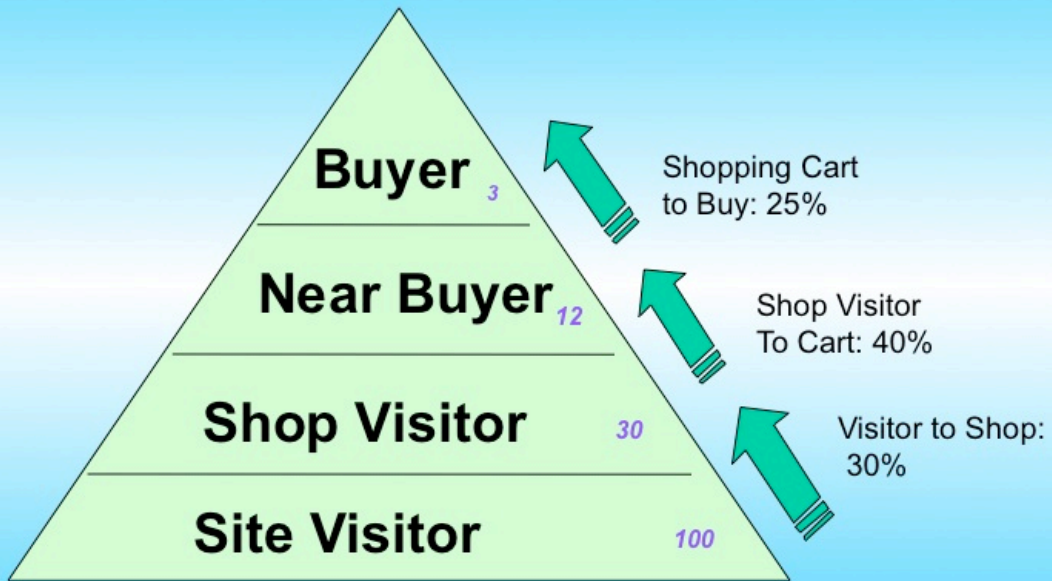 Buyer 3
Shopping Cart
to Buy: 25%
Near Buyer 12
Shop Visitor
To Cart: 40%
Shop Visitor 30
Visitor to Shop:
30%
Site Visitor 100